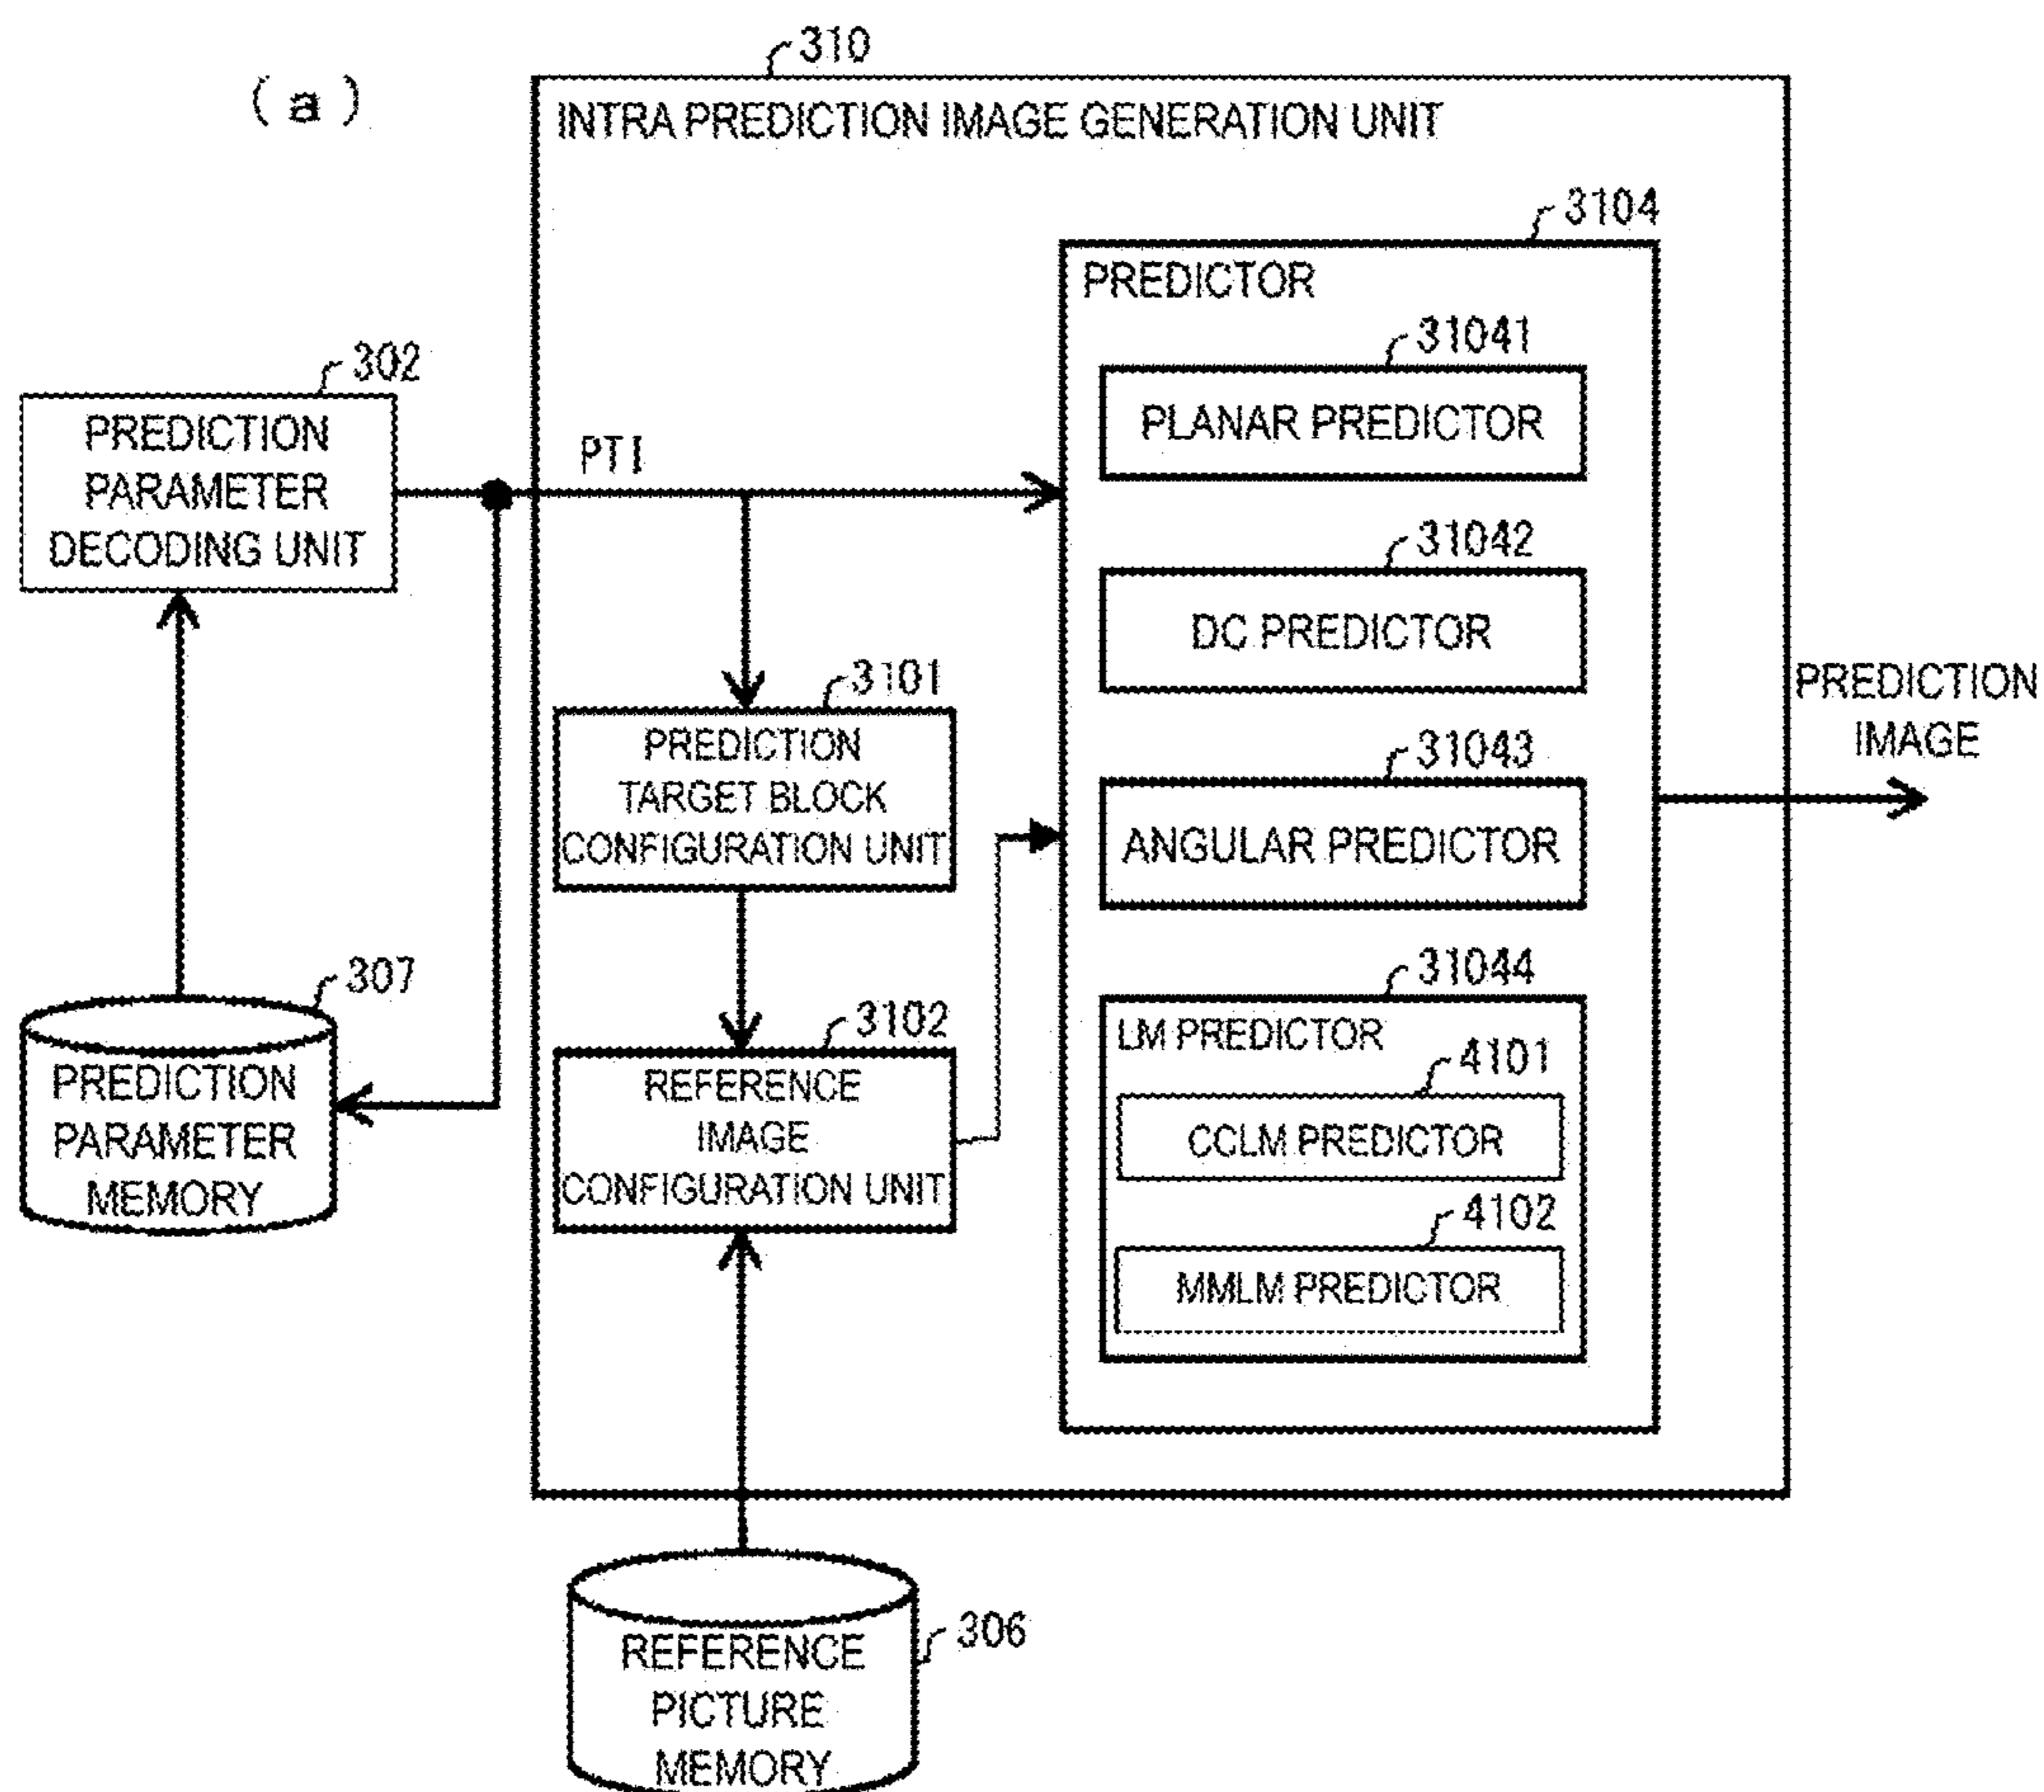 310
( a )
INTRA PREDICTION IMAGE GENERATION UNIT
3104
PREDICTOR
31041
PLANAR PREDICTOR
302
PREDICTION
PARAMETER
DECODING UNIT
PTI
31042
DC PREDICTOR
3101
PREDICTION
TARGET BLOCK
CONFIGURATION UNIT
PREDICTION
IMAGE
31043
ANGULAR PREDICTOR
307
PREDICTION
PARAMETER
MEMORY
3102
REFERENCE
IMAGE
CONFIGURATION UNIT
31044
LM PREDICTOR
4101
CCLM PREDICTOR
4102
MMLM PREDICTOR
306
REFERENCE
PICTURE
MEMORY